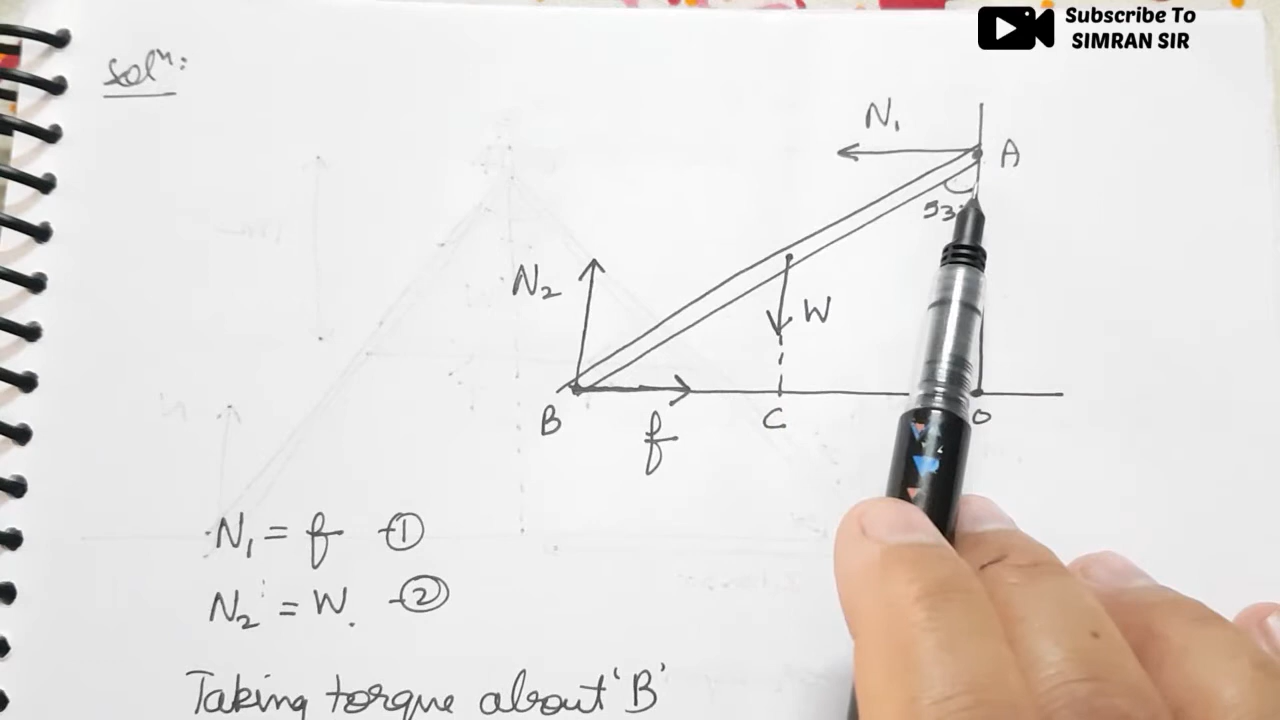 Subscribe To
SIMRAN SIR
Solⁿ:
N₁
A
53
N₂
W
B
f
C
O
N₁ = f -①
N₂ = W. -②
Taking torque about 'B'